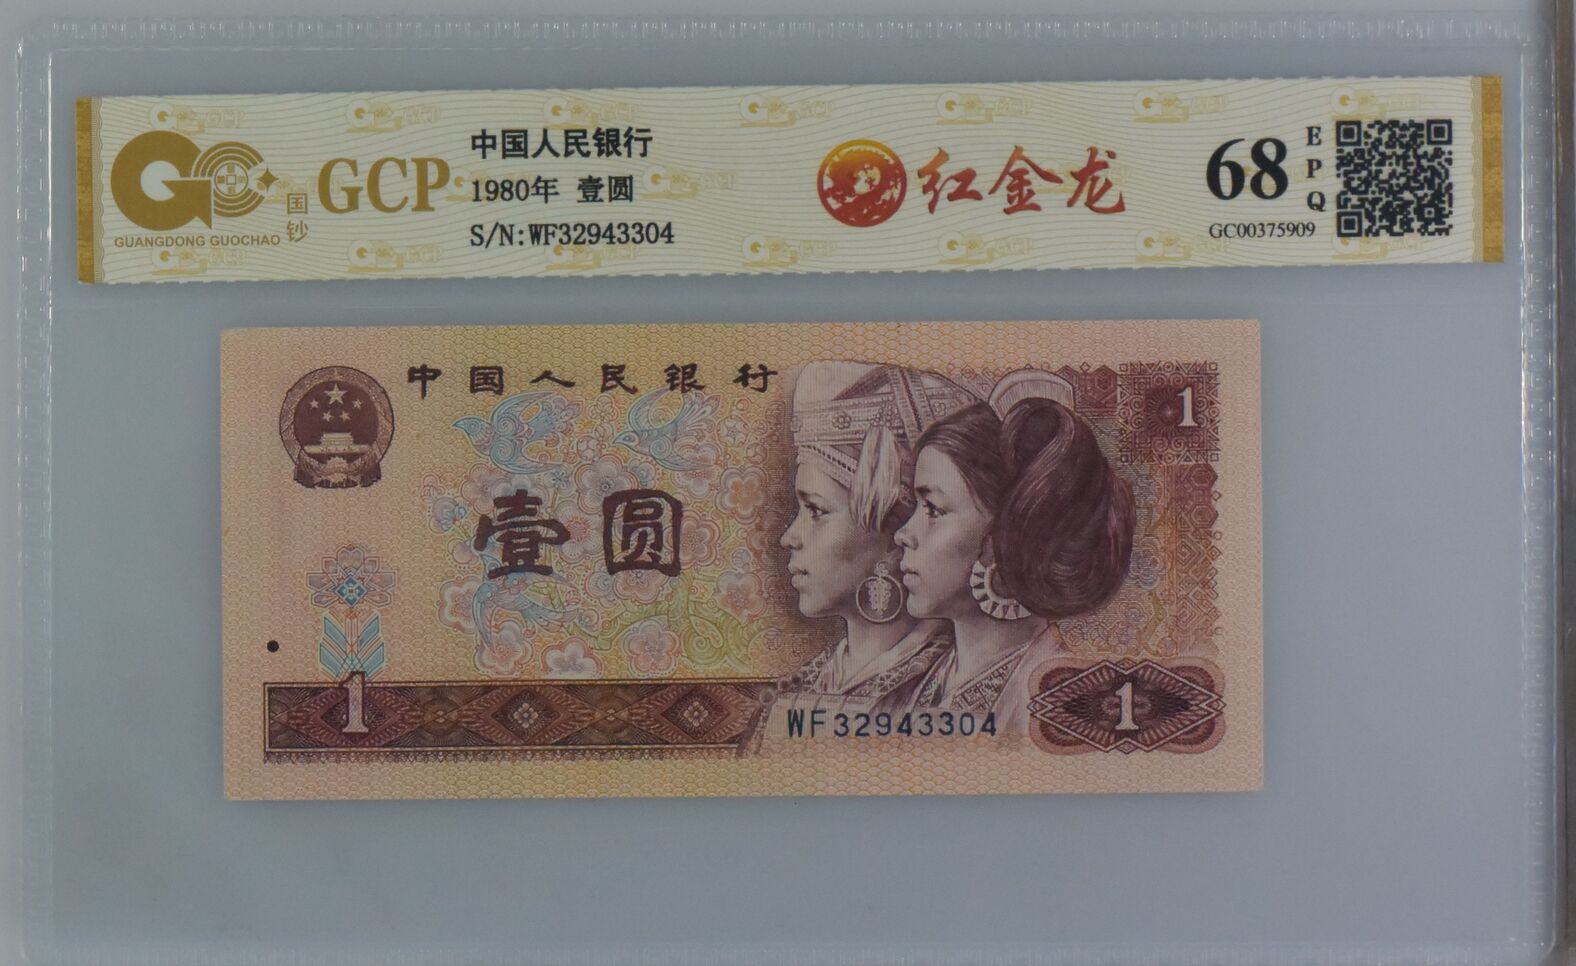 GCP
国钞
GUANGDONG GUOCHAO
中国人民银行
1980年 壹圆
S/N:WF32943304
红金龙
68
EPQ
GC00375909
中国人民银行
1
壹圆
1
WF32943304
1